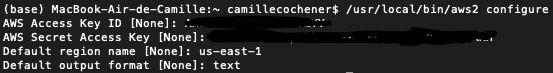 (base) MacBook-Air-de-Camille:~ camillecochener$ /usr/local/bin/aws2 configure
AWS Access Key ID [None]:
AWS Secret Access Key [None]:
Default region name [None]: us-east-1
Default output format [None]: text